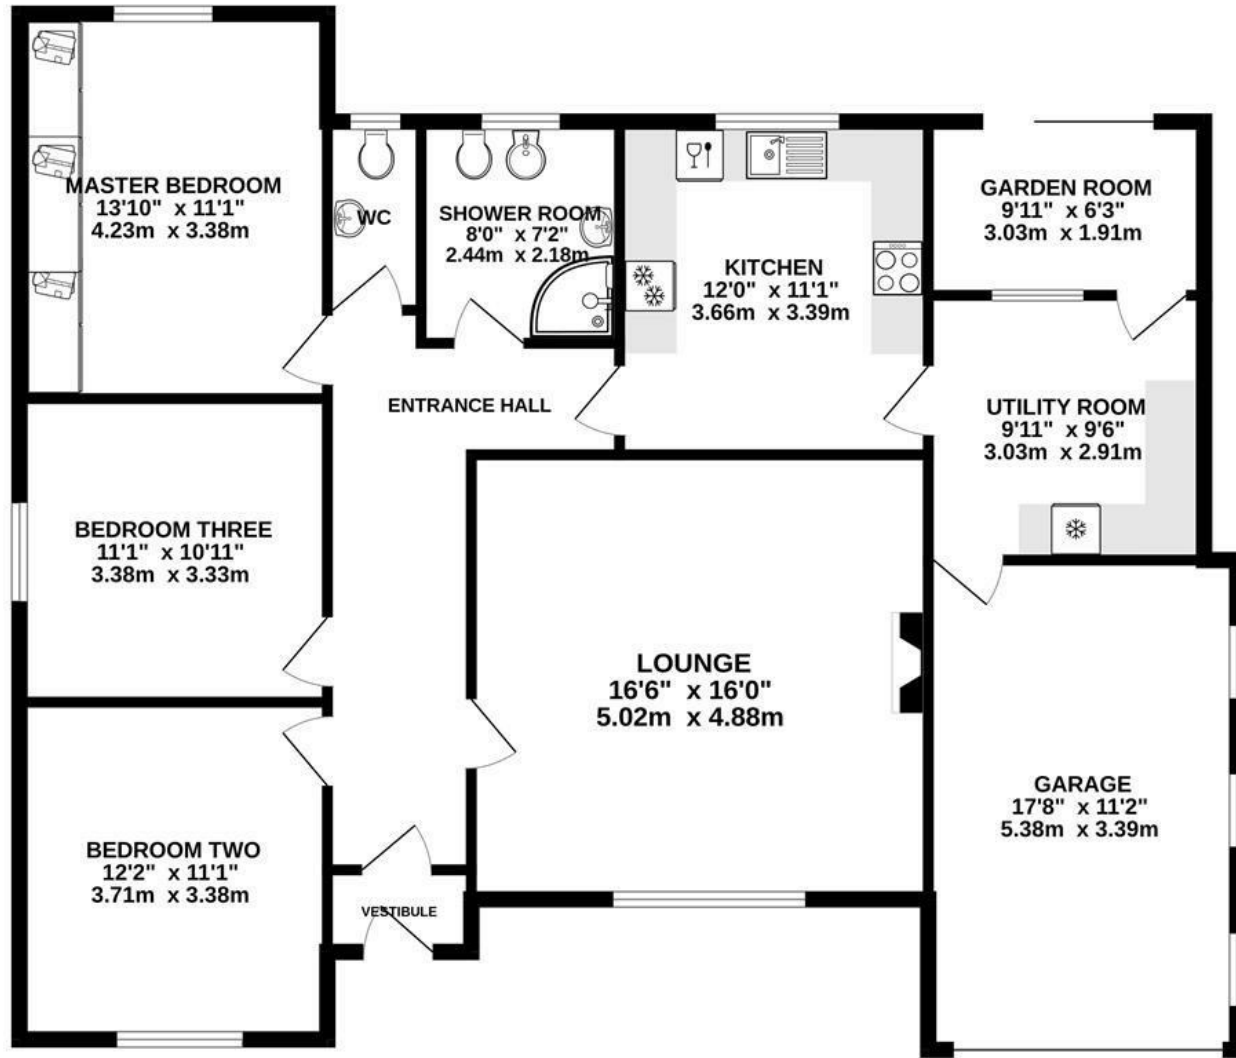 MASTER BEDROOM
13'10" x 11'1"
4.23m x 3.38m
WC
SHOWER ROOM
8'0" x 7'2"
2.44m x 2.18m
KITCHEN
12'0" x 11'1"
3.66m x 3.39m
GARDEN ROOM
9'11" x 6'3"
3.03m x 1.91m
ENTRANCE HALL
UTILITY ROOM
9'11" x 9'6"
3.03m x 2.91m
BEDROOM THREE
11'1" x 10'11"
3.38m x 3.33m
LOUNGE
16'6" x 16'0"
5.02m x 4.88m
GARAGE
17'8" x 11'2"
5.38m x 3.39m
BEDROOM TWO
12'2" x 11'1"
3.71m x 3.38m
VESTIBULE